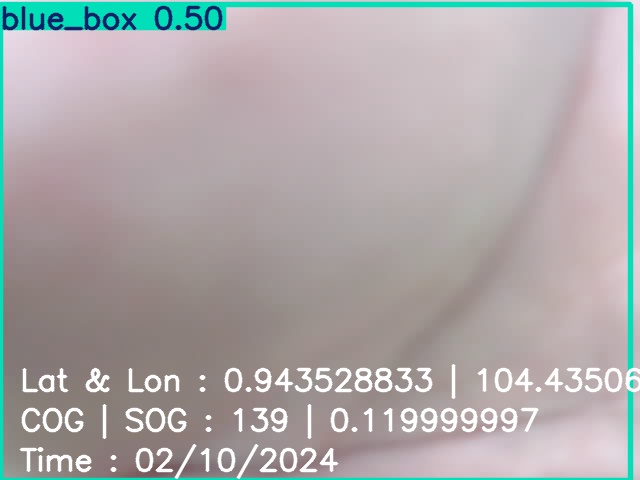 blue_box 0.50
Lat & Lon : 0.943528833 | 104.43506
COG | SOG : 139 | 0.119999997
Time : 02/10/2024